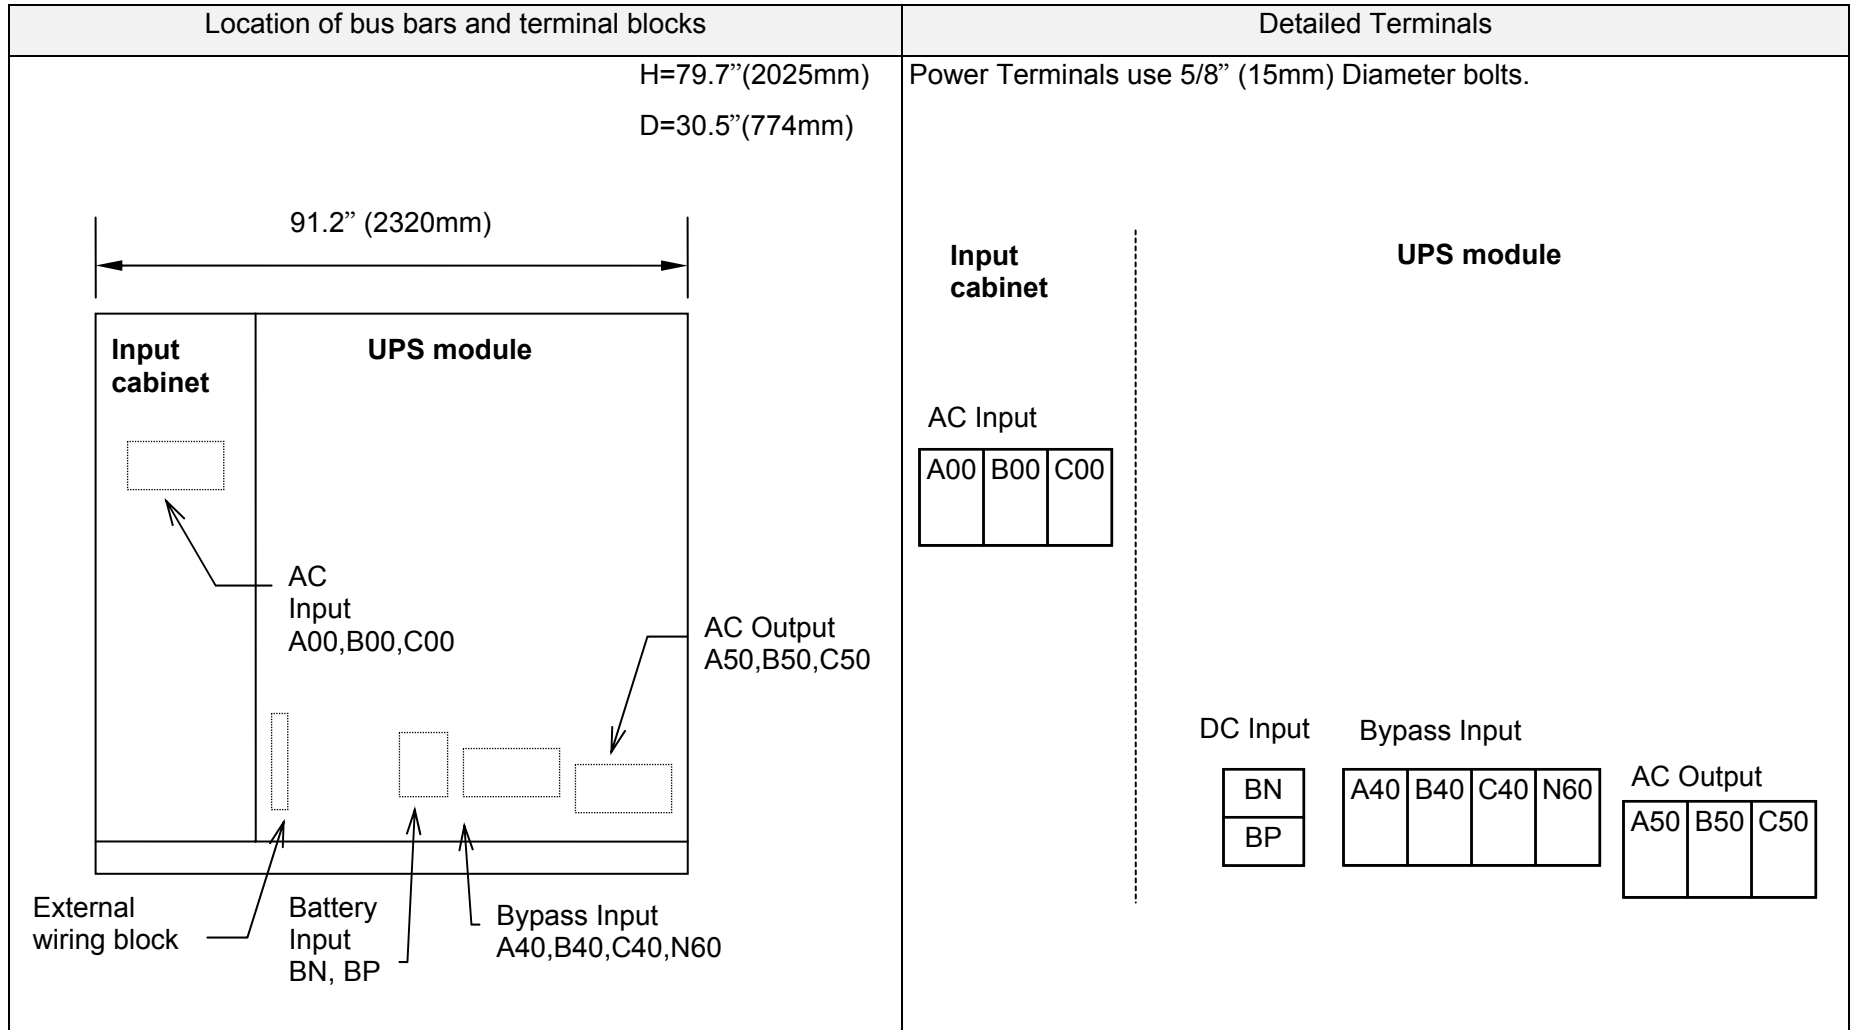 Location of bus bars and terminal blocks
Detailed Terminals
H=79.7”(2025mm)
D=30.5”(774mm)
91.2” (2320mm)
Input
cabinet
UPS module
AC
Input
A00,B00,C00
AC Output
A50,B50,C50
External
wiring block
Battery
Input
BN, BP
Bypass Input
A40,B40,C40,N60
Power Terminals use 5/8” (15mm) Diameter bolts.
Input
cabinet
UPS module
AC Input
A00 B00 C00
DC Input
BN
BP
Bypass Input
A40 B40 C40 N60
AC Output
A50 B50 C50